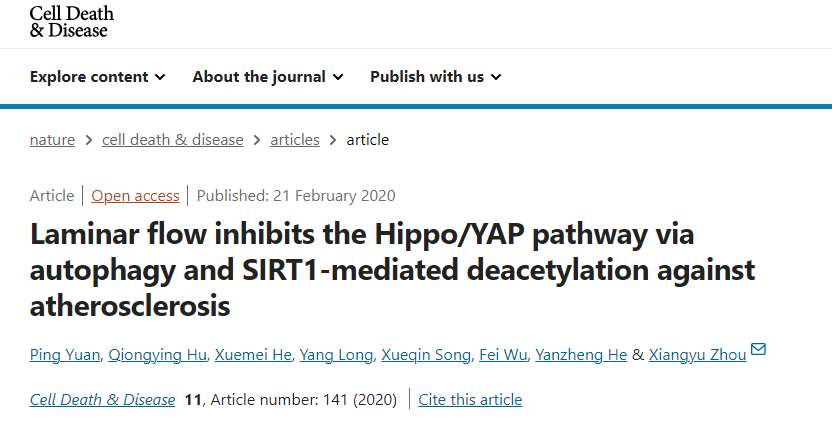 Cell Death
& Disease
Explore content About the journal Publish with us
nature > cell death & disease > articles > article
Article | Open access | Published: 21 February 2020
Laminar flow inhibits the Hippo/YAP pathway via
autophagy and SIRT1-mediated deacetylation against
atherosclerosis
Ping Yuan, Qiongying Hu, Xuemei He, Yang Long, Xueqin Song, Fei Wu, Yanzheng He & Xiangyu Zhou
Cell Death & Disease 11, Article number: 141 (2020) | Cite this article